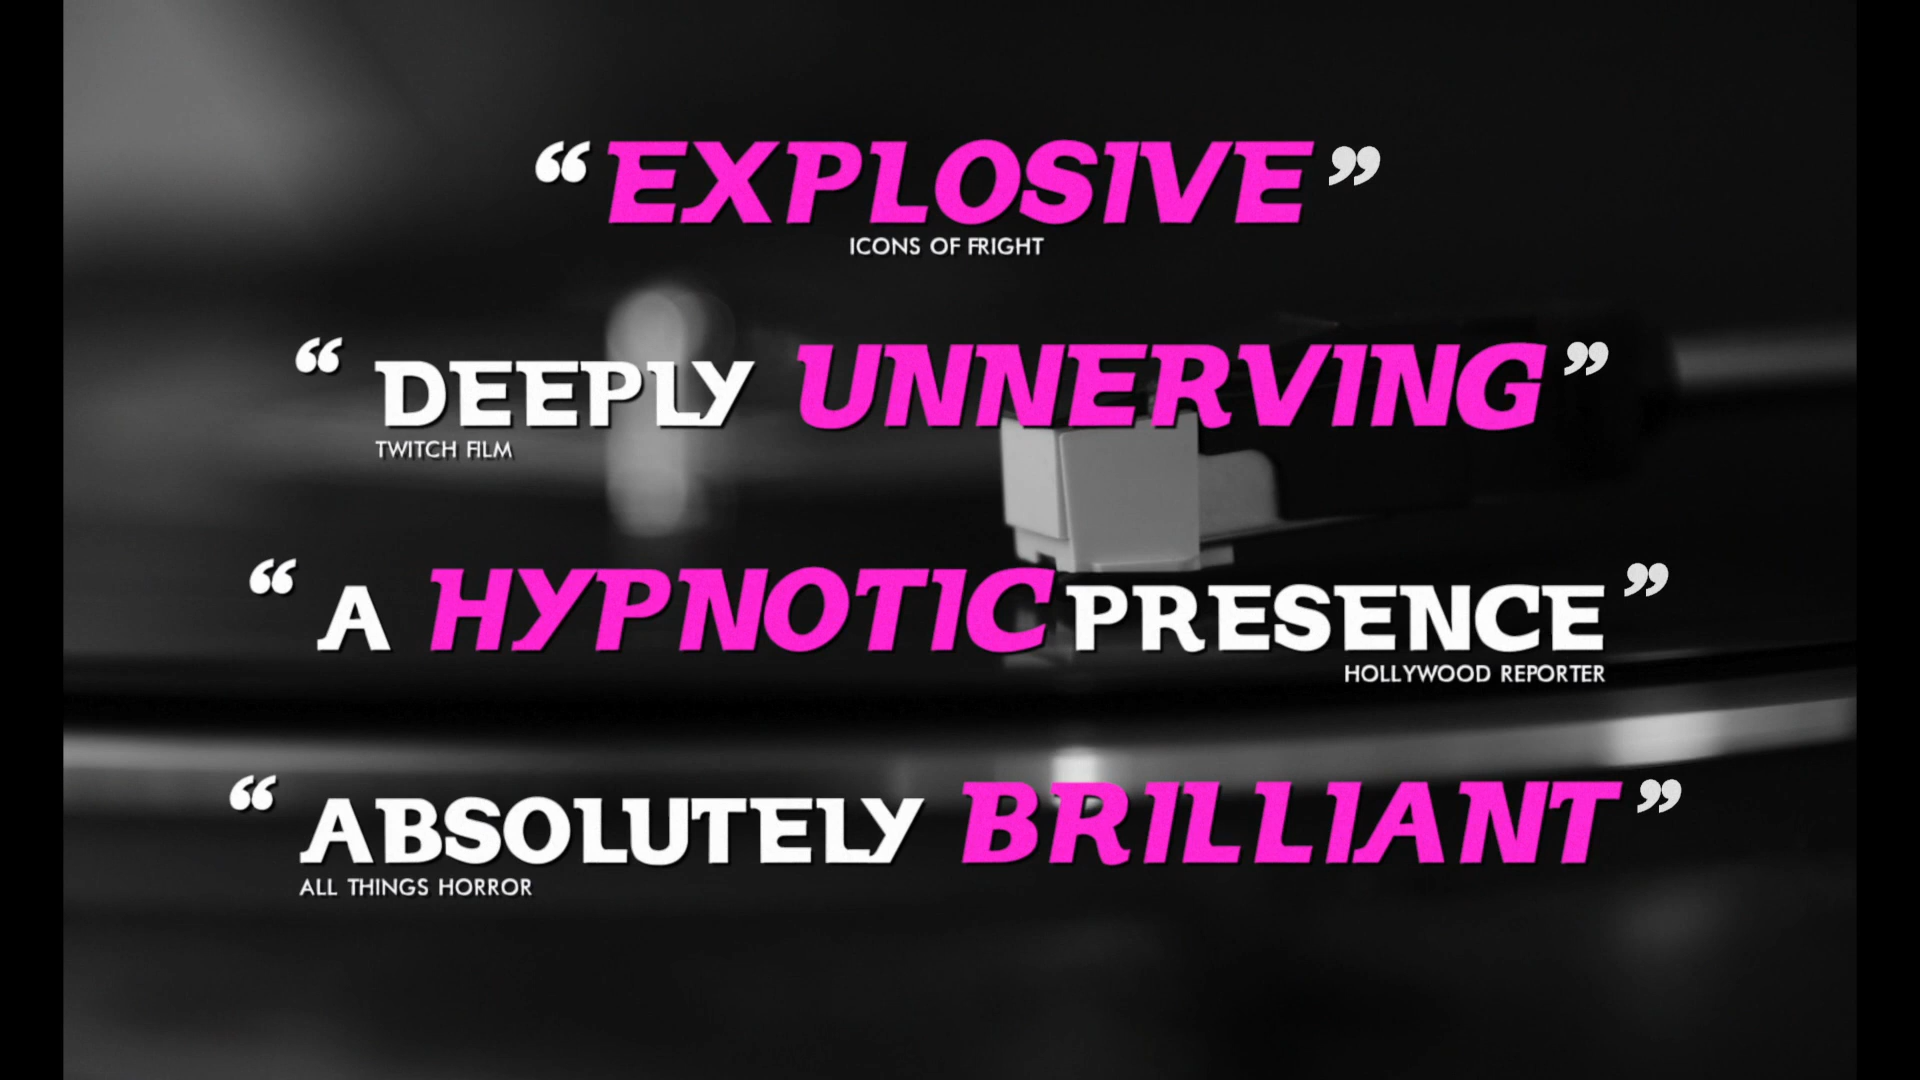 “EXPLOSIVE”
ICONS OF FRIGHT
“DEEPLY UNNERVING”
TWITCH FILM
“A HYPNOTIC PRESENCE”
HOLLYWOOD REPORTER
“ABSOLUTELY BRILLIANT”
ALL THINGS HORROR